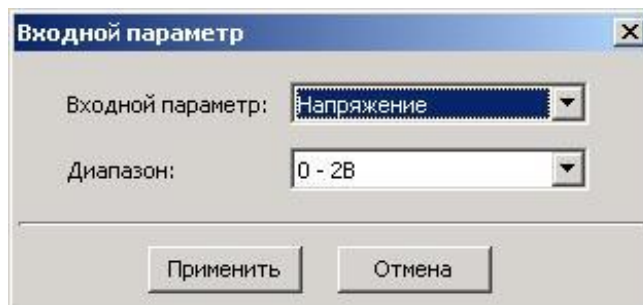 Входной параметр
Входной параметр: Напряжение
Диапазон: 0 - 2В
Применить Отмена